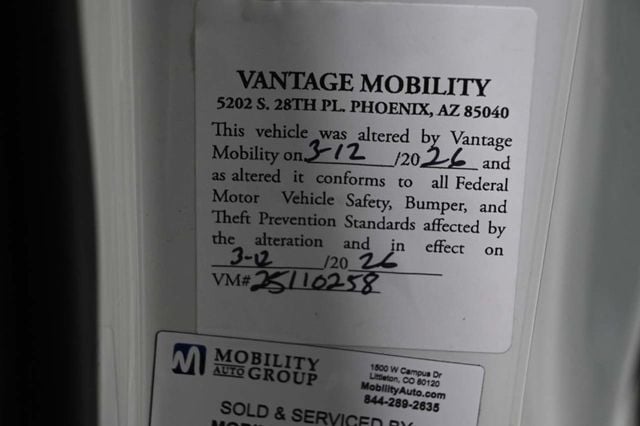 VANTAGE MOBILITY
5202 S. 28TH PL. PHOENIX, AZ 85040
This vehicle was altered by Vantage
Mobility on 3-12 /20 26 and
as altered it conforms to all Federal
Motor Vehicle Safety, Bumper, and
Theft Prevention Standards affected by
the alteration and in effect on
3-12 /20 26
VM# 25110258
M MOBILITY
AUTO GROUP
1500 W Campus Dr
Littleton, CO 80120
MobilityAuto.com
844-289-2635
SOLD & SERVICED BY